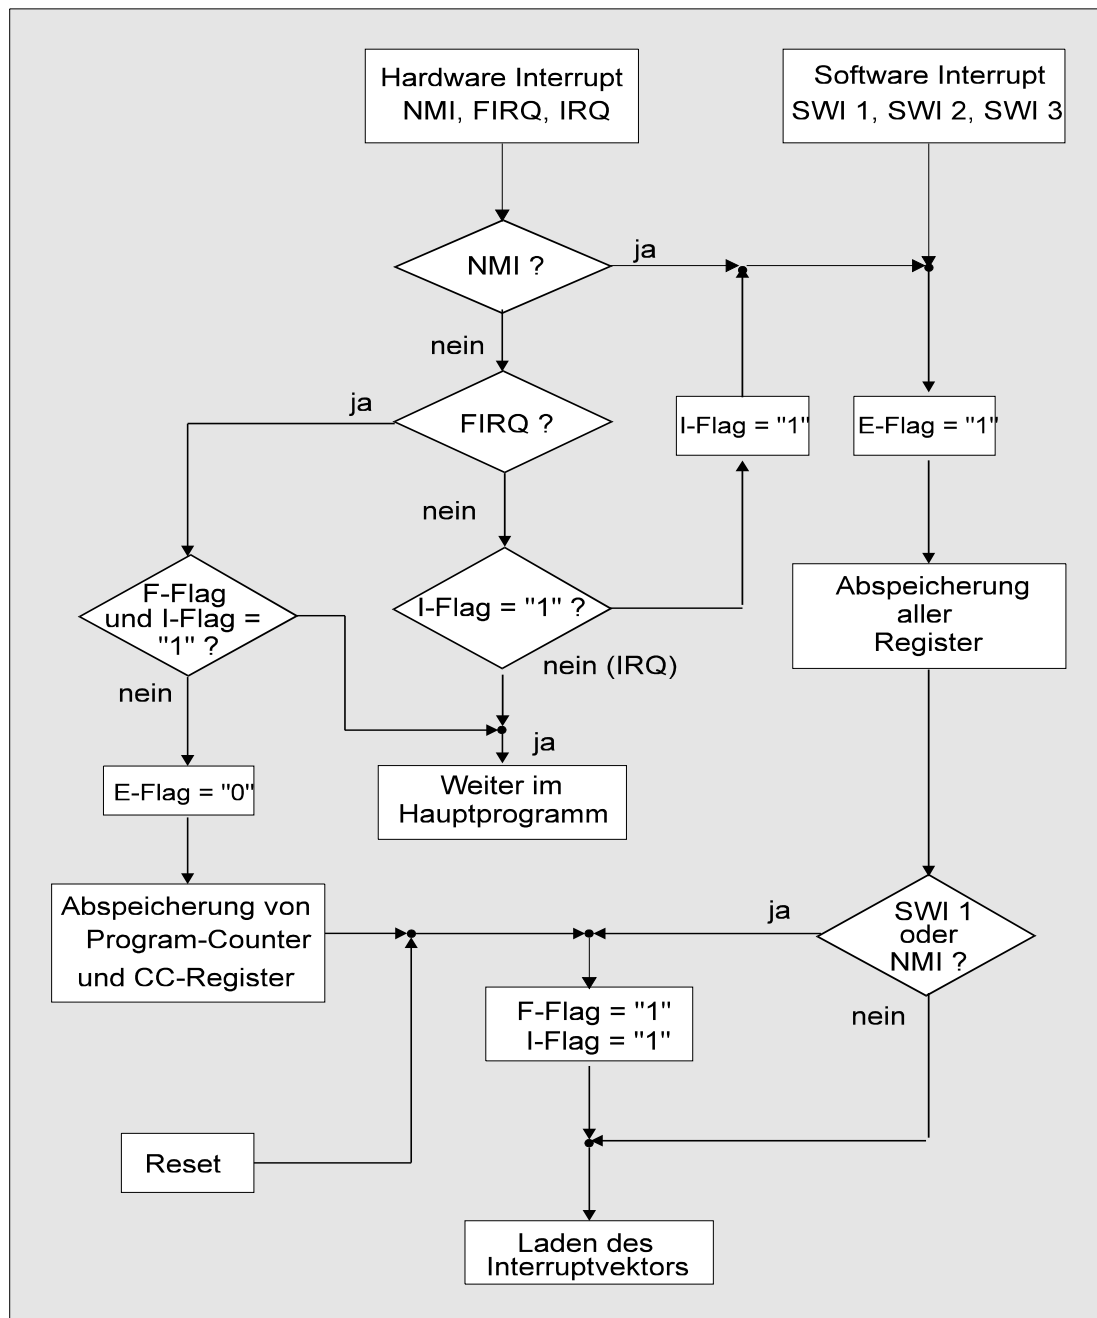 Hardware Interrupt
NMI, FIRQ, IRQ
Software Interrupt
SWI 1, SWI 2, SWI 3
NMI ?
ja
nein
FIRQ ?
ja
I-Flag = "1"
E-Flag = "1"
nein
F-Flag
und I-Flag =
"1" ?
I-Flag = "1" ?
Abspeicherung
aller
Register
nein (IRQ)
nein
ja
E-Flag = "0"
Weiter im
Hauptprogramm
Abspeicherung von
Program-Counter
und CC-Register
ja
SWI 1
oder
NMI ?
nein
F-Flag = "1"
I-Flag = "1"
Reset
Laden des
Interruptvektors